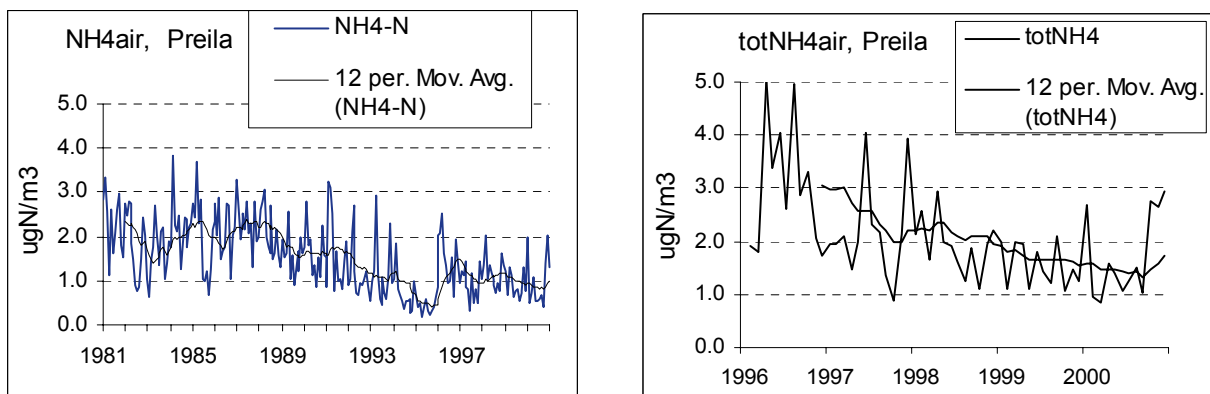 NH4air, Preila
NH4-N
12 per. Mov. Avg.
(NH4-N)
ugN/m3
5.0
4.0
3.0
2.0
1.0
0.0
1981
1985
1989
1993
1997
totNH4air, Preila
totNH4
12 per. Mov. Avg.
(totNH4)
ugN/m3
5.0
4.0
3.0
2.0
1.0
0.0
1996
1997
1998
1999
2000